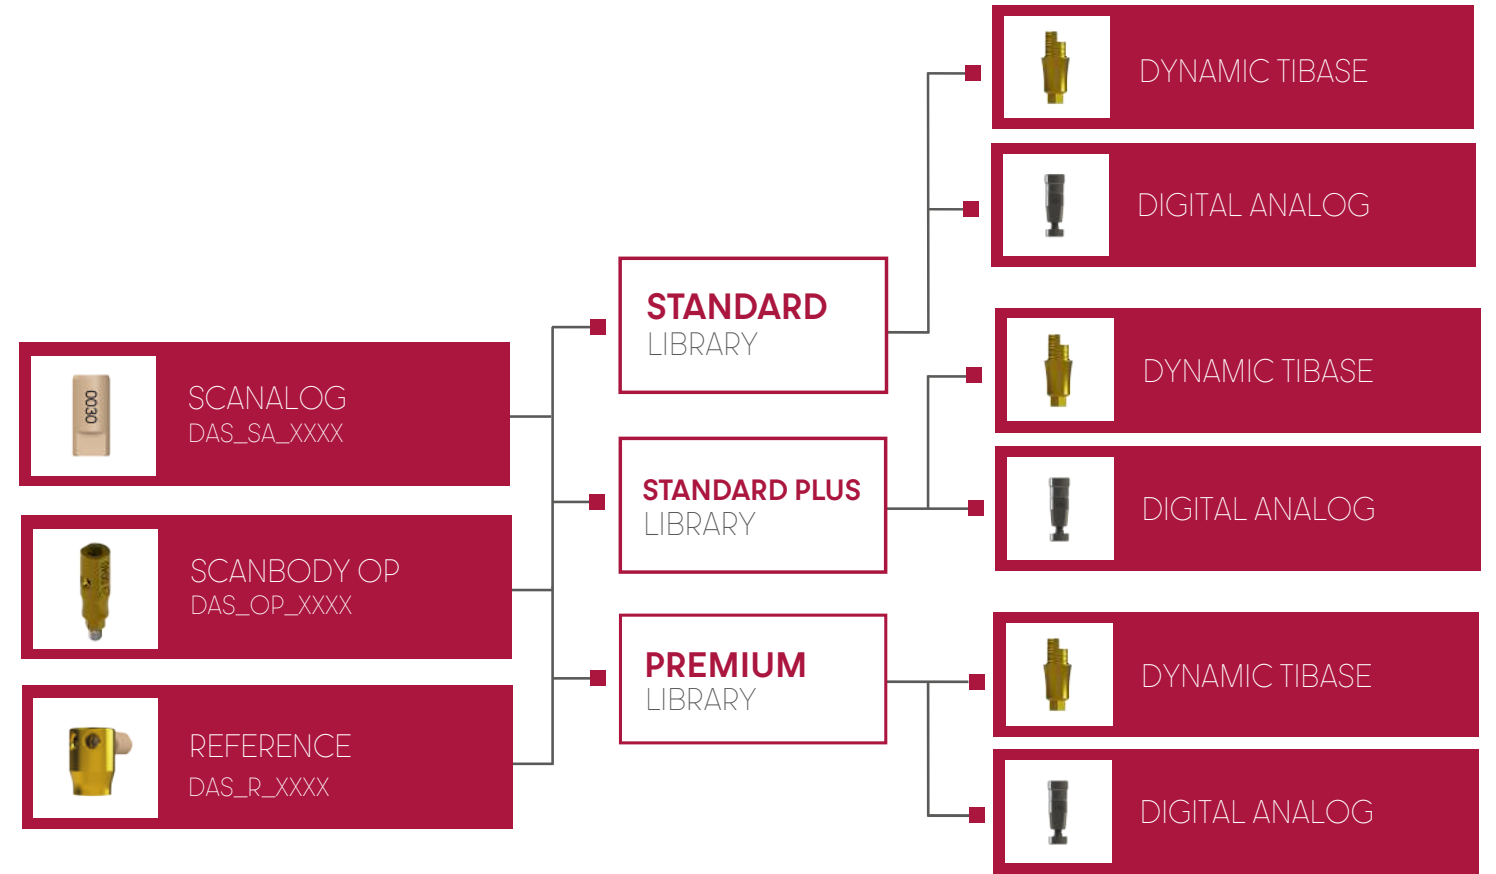 SCANALOG
DAS_SA_XXXX
0030
SCANBODY OP
DAS_OP_XXXX
REFERENCE
DAS_R_XXXX
STANDARD
LIBRARY
STANDARD PLUS
LIBRARY
PREMIUM
LIBRARY
DYNAMIC TIBASE
DIGITAL ANALOG
DYNAMIC TIBASE
DIGITAL ANALOG
DYNAMIC TIBASE
DIGITAL ANALOG